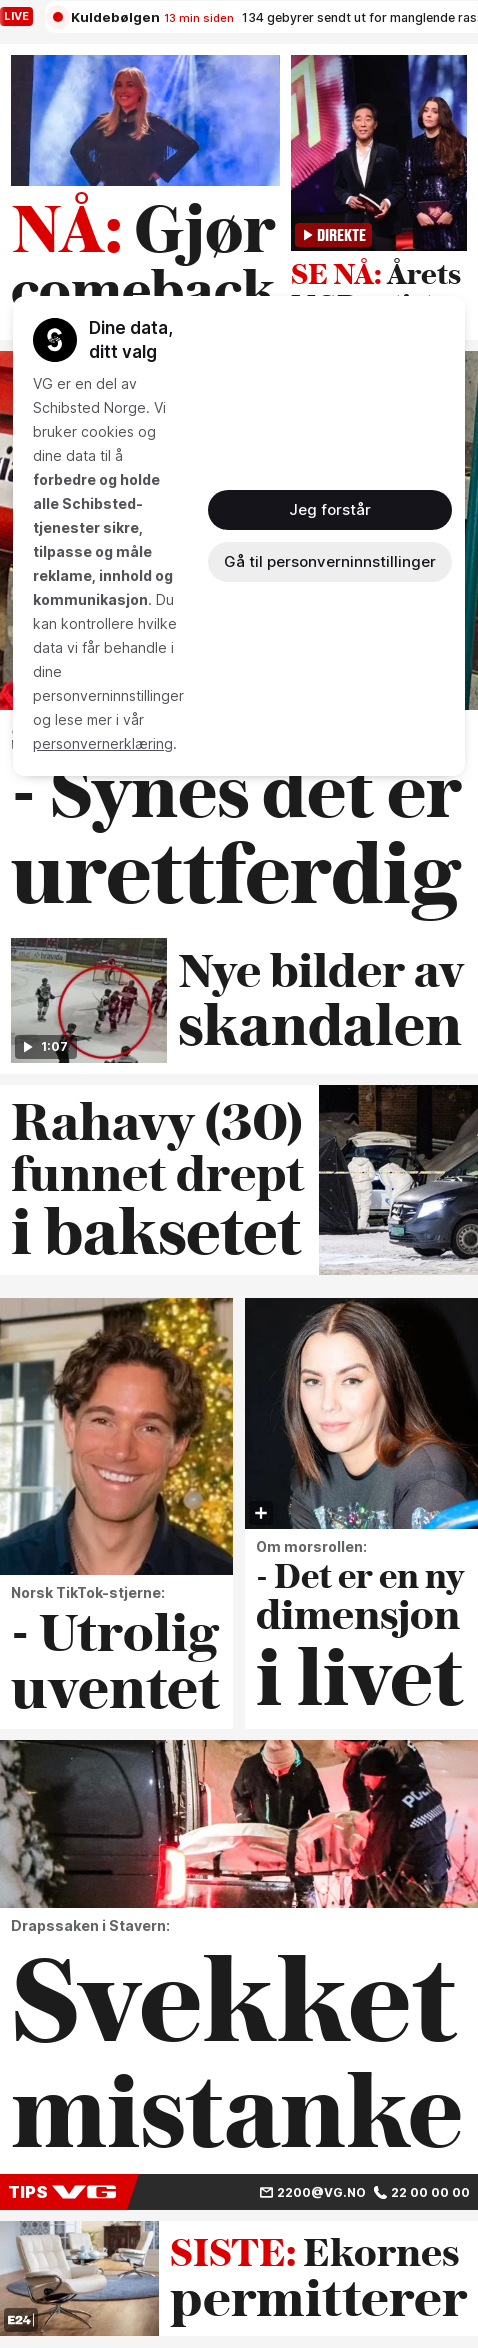 LIVE
Kuldebølgen 13 min siden 134 gebyrer sendt ut for manglende ras
NÅ: Gjør
comeback
DIREKTE
SE NÅ: Årets
Dine data,
ditt valg
VG er en del av
Schibsted Norge. Vi
bruker cookies og
dine data til å
forbedre og holde
alle Schibsted-
tjenester sikre,
tilpasse og måle
reklame, innhold og
kommunikasjon. Du
kan kontrollere hvilke
data vi får behandle i
dine
personverninnstillinger
og lese mer i vår
personvernerklæring.
Jeg forstår
Gå til personverninnstillinger
- Synes det er
urettferdig
1:07
Nye bilder av
skandalen
Rahavy (30)
funnet drept
i baksetet
Norsk TikTok-stjerne:
- Utrolig
uventet
Om morsrollen:
- Det er en ny
dimensjon
i livet
Drapssaken i Stavern:
Svekket
mistanke
TIPS VG 2200@VG.NO 22 00 00 00
E24
SISTE: Ekornes
permitterer